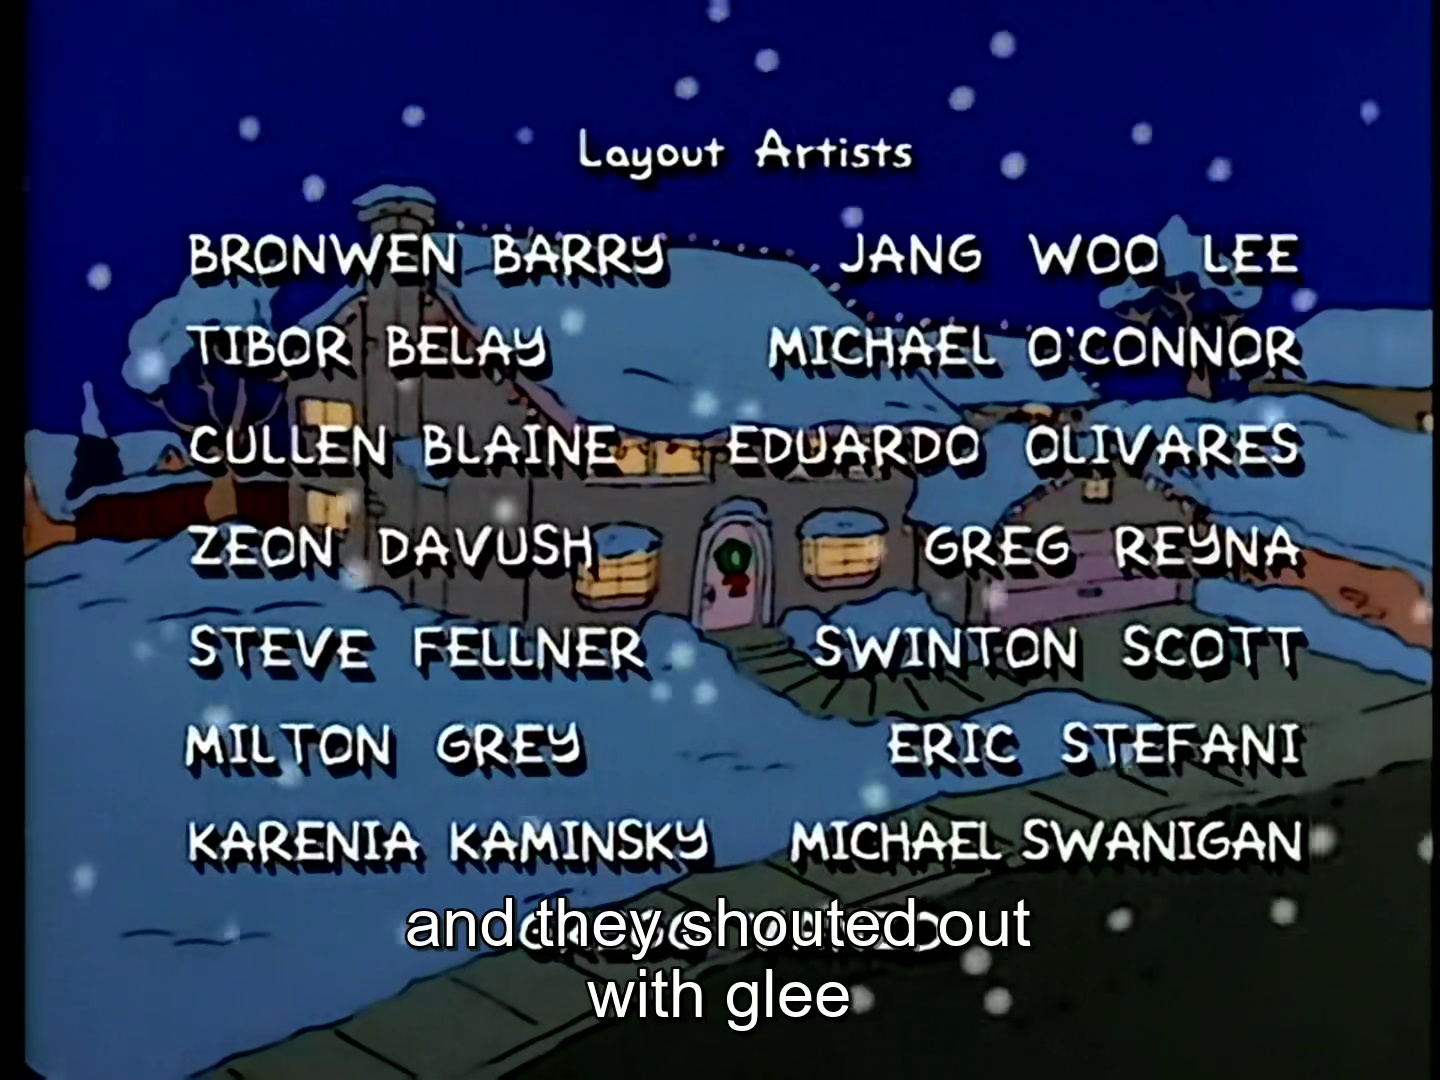 Layout Artists
BRONWEN BARRY JANG WOO LEE
TIBOR BELAY MICHAEL O'CONNOR
CULLEN BLAINE EDUARDO OLIVARES
ZEON DAVUSH GREG REYNA
STEVE FELLNER SWINTON SCOTT
MILTON GREY ERIC STEFANI
KARENIA KAMINSKY MICHAEL SWANIGAN
and they shouted out
with glee